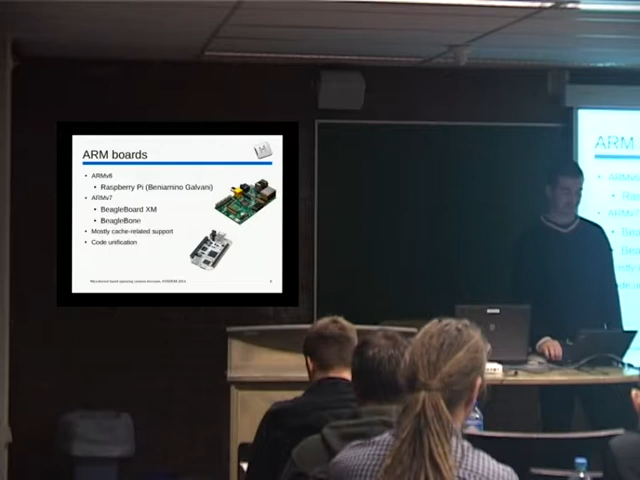 ARM boards
• ARMv6
• Raspberry Pi (Beniamino Galvani)
• ARMv7
• BeagleBoard XM
• BeagleBone
• Mostly cache-related support
• Code unification
ARM